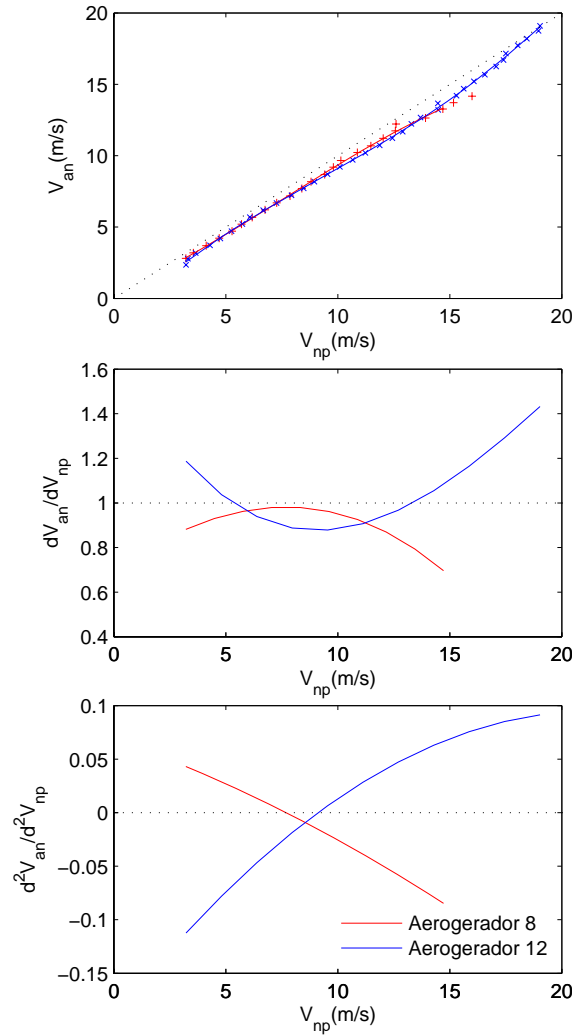 20
15
10
5
0
V_an(m/s)
0 5 10 15 20
V_np(m/s)
1.6
1.4
1.2
1
0.8
0.6
0.4
dV_an/dV_np
0 5 10 15 20
V_np(m/s)
0.1
0.05
0
−0.05
−0.1
−0.15
d²V_an/d²V_np
Aerogerador 8
Aerogerador 12
0 5 10 15 20
V_np(m/s)